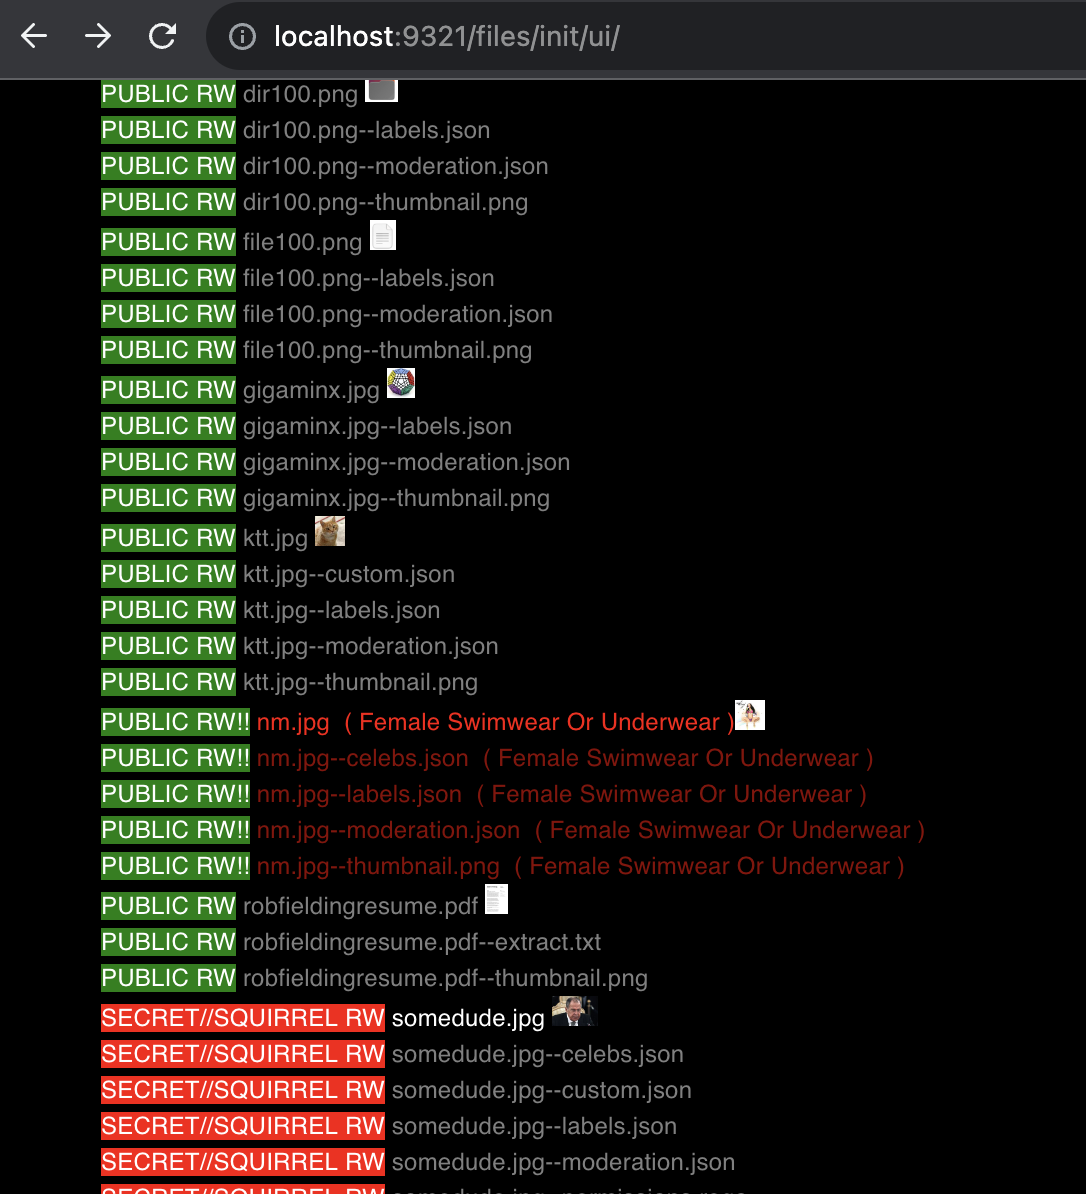 localhost:9321/files/init/ui/
PUBLIC RW dir100.png
PUBLIC RW dir100.png--labels.json
PUBLIC RW dir100.png--moderation.json
PUBLIC RW dir100.png--thumbnail.png
PUBLIC RW file100.png
PUBLIC RW file100.png--labels.json
PUBLIC RW file100.png--moderation.json
PUBLIC RW file100.png--thumbnail.png
PUBLIC RW gigaminx.jpg
PUBLIC RW gigaminx.jpg--labels.json
PUBLIC RW gigaminx.jpg--moderation.json
PUBLIC RW gigaminx.jpg--thumbnail.png
PUBLIC RW ktt.jpg
PUBLIC RW ktt.jpg--custom.json
PUBLIC RW ktt.jpg--labels.json
PUBLIC RW ktt.jpg--moderation.json
PUBLIC RW ktt.jpg--thumbnail.png
PUBLIC RW!! nm.jpg ( Female Swimwear Or Underwear )
PUBLIC RW!! nm.jpg--celebs.json ( Female Swimwear Or Underwear )
PUBLIC RW!! nm.jpg--labels.json ( Female Swimwear Or Underwear )
PUBLIC RW!! nm.jpg--moderation.json ( Female Swimwear Or Underwear )
PUBLIC RW!! nm.jpg--thumbnail.png ( Female Swimwear Or Underwear )
PUBLIC RW robfieldingresume.pdf
PUBLIC RW robfieldingresume.pdf--extract.txt
PUBLIC RW robfieldingresume.pdf--thumbnail.png
SECRET//SQUIRREL RW somedude.jpg
SECRET//SQUIRREL RW somedude.jpg--celebs.json
SECRET//SQUIRREL RW somedude.jpg--custom.json
SECRET//SQUIRREL RW somedude.jpg--labels.json
SECRET//SQUIRREL RW somedude.jpg--moderation.json
SECRET//SQUIRREL RW